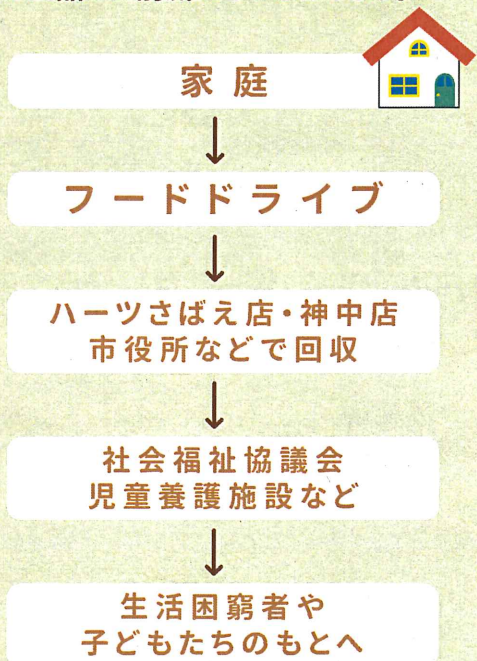 家庭
フードドライブ
ハーツさばえ店・神中店
市役所などで回収
社会福祉協議会
児童養護施設など
生活困窮者や
子どもたちのもとへ